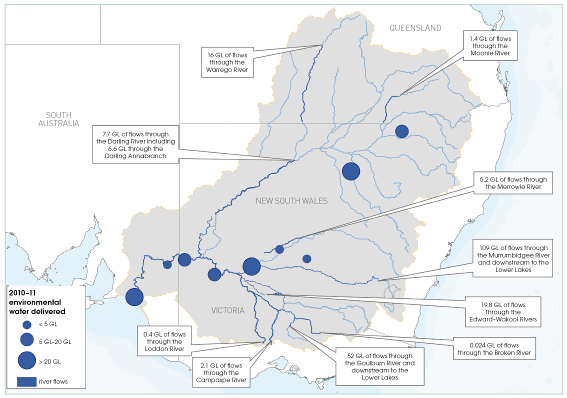 QUEENSLAND
16 GL of flows
through the
Warrego River
1.4 GL of flows
through the
Moonie River
SOUTH
AUSTRALIA
7.7 GL of flows through
the Darling River including
6.6 GL through the
Darling Annabranch
5.2 GL of flows through
the Merrowie River
NEW SOUTH WALES
109 GL of flows through
the Murrumbidgee River
and downstream to the
Lower Lakes
2010–11
environmental
water delivered
< 5 GL
5 GL–20 GL
> 20 GL
river flows
VICTORIA
19.8 GL of flows
through the
Edward–Wakool Rivers
0.4 GL of flows
through the
Loddon River
2.1 GL of flows
through the
Campaspe River
52 GL of flows through
the Goulburn River and
downstream to the
Lower Lakes
0.024 GL of flows
through the Broken River